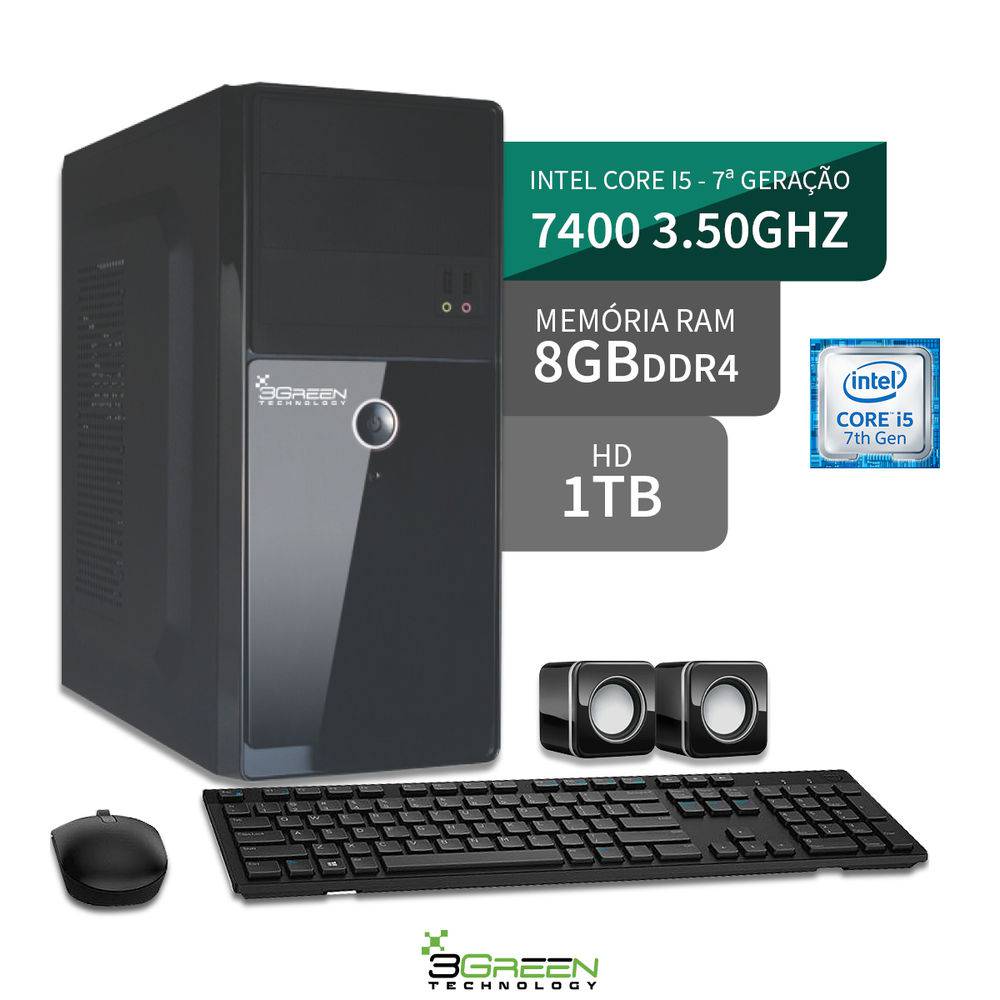 INTEL CORE I5 - 7ª GERAÇÃO
7400 3.50GHZ
MEMÓRIA RAM
8GBDDR4
HD
1TB
3GREEN
TECHNOLOGY
intel
CORE™ i5
7th Gen
3GREEN
TECHNOLOGY